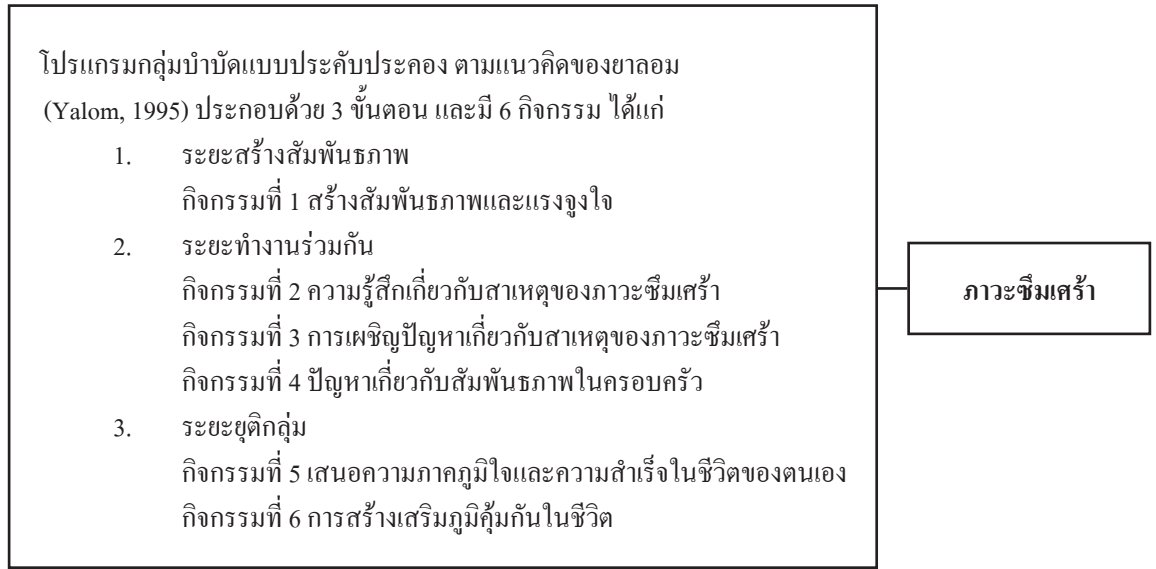 โปรแกรมกลุ่มบำบัดแบบประคับประคอง ตามแนวคิดของยาลอม
(Yalom, 1995) ประกอบด้วย 3 ขั้นตอน และมี 6 กิจกรรม ได้แก่
1. ระยะสร้างสัมพันธภาพ
กิจกรรมที่ 1 สร้างสัมพันธภาพและแรงจูงใจ
2. ระยะทำงานร่วมกัน
กิจกรรมที่ 2 ความรู้สึกเกี่ยวกับสาเหตุของภาวะซึมเศร้า
กิจกรรมที่ 3 การเผชิญปัญหาเกี่ยวกับสาเหตุของภาวะซึมเศร้า
กิจกรรมที่ 4 ปัญหาเกี่ยวกับสัมพันธภาพในครอบครัว
3. ระยะยุติกลุ่ม
กิจกรรมที่ 5 เสนอความภาคภูมิใจและความสำเร็จในชีวิตของตนเอง
กิจกรรมที่ 6 การสร้างเสริมภูมิคุ้มกันในชีวิต
ภาวะซึมเศร้า